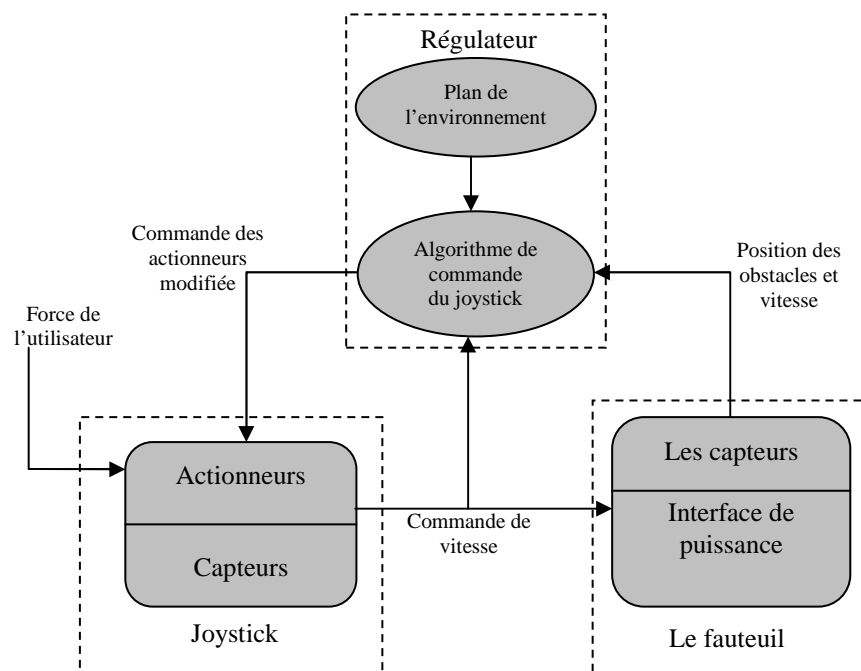 Régulateur
Plan de
l’environnement
Commande des
actionneurs
modifiée
Algorithme de
commande
du joystick
Position des
obstacles et
vitesse
Force de
l’utilisateur
Actionneurs
Capteurs
Joystick
Commande de
vitesse
Les capteurs
Interface de
puissance
Le fauteuil